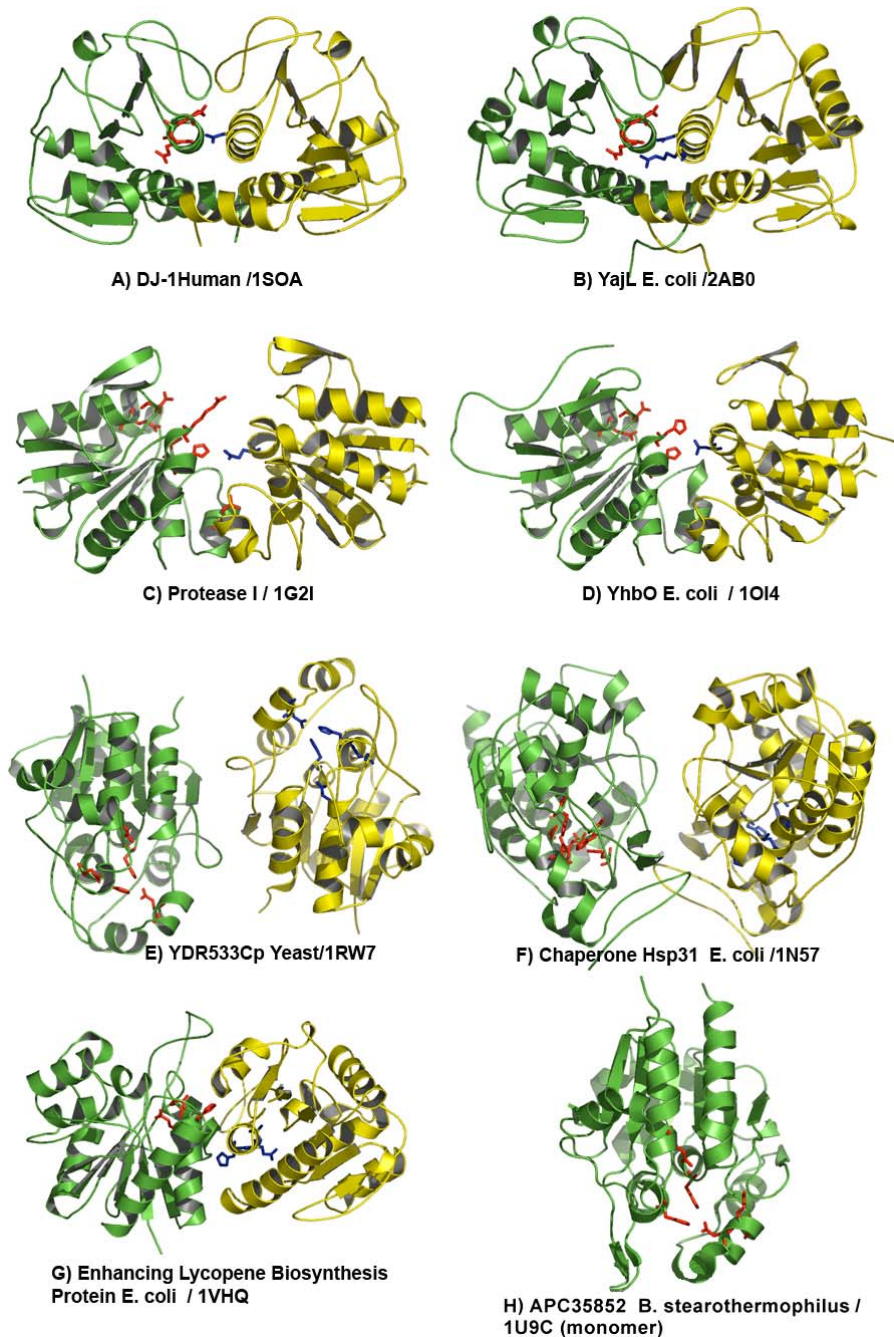 A) DJ-1Human /1SOA
B) YajL E. coli /2AB0
C) Protease I / 1G2I
D) YhbO E. coli / 1OI4
E) YDR533Cp Yeast/1RW7
F) Chaperone Hsp31 E. coli /1N57
G) Enhancing Lycopene Biosynthesis
Protein E. coli / 1VHQ
H) APC35852 B. stearothermophilus /
1U9C (monomer)